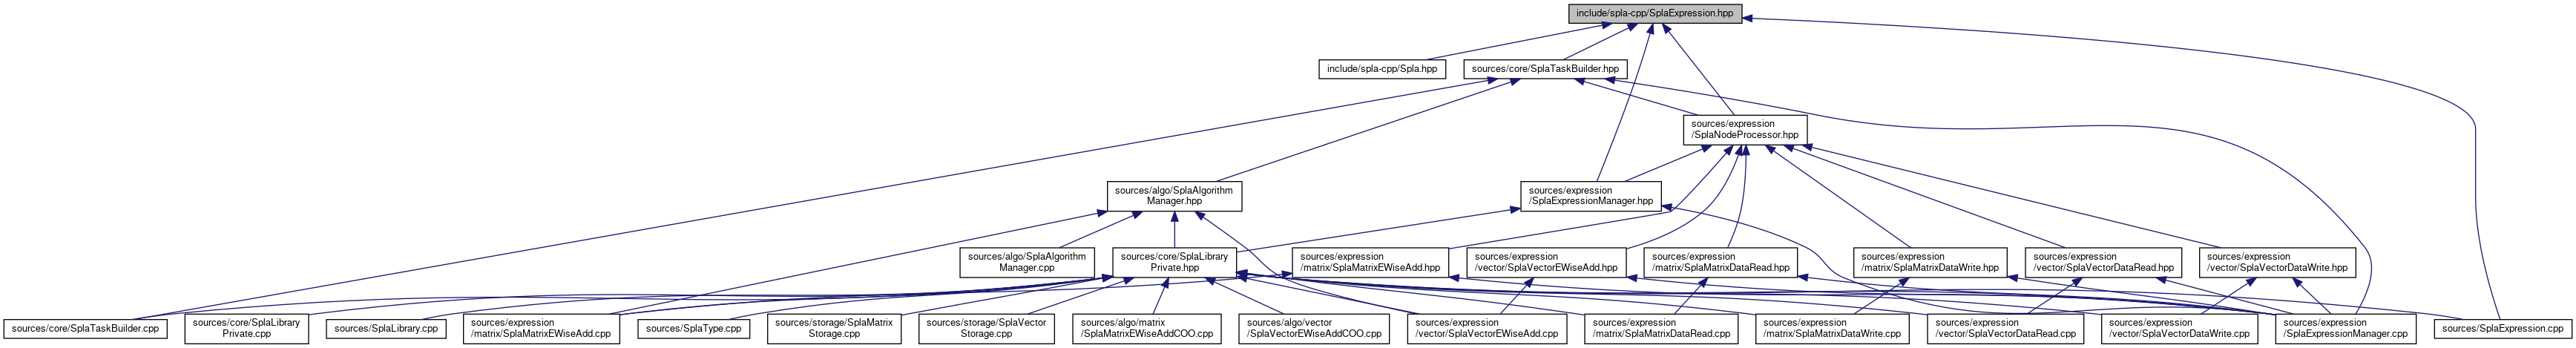 include/spla-cpp/SplaExpression.hpp
include/spla-cpp/Spla.hpp
sources/core/SplaTaskBuilder.hpp
sources/expression
/SplaNodeProcessor.hpp
sources/algo/SplaAlgorithm
Manager.hpp
sources/expression
/SplaExpressionManager.hpp
sources/algo/SplaAlgorithm
Manager.cpp
sources/core/SplaLibrary
Private.hpp
sources/expression
/matrix/SplaMatrixEWiseAdd.hpp
sources/expression
/vector/SplaVectorEWiseAdd.hpp
sources/expression
/matrix/SplaMatrixDataRead.hpp
sources/expression
/matrix/SplaMatrixDataWrite.hpp
sources/expression
/vector/SplaVectorDataRead.hpp
sources/expression
/vector/SplaVectorDataWrite.hpp
sources/core/SplaTaskBuilder.cpp
sources/core/SplaLibrary
Private.cpp
sources/SplaLibrary.cpp
sources/expression
/matrix/SplaMatrixEWiseAdd.cpp
sources/SplaType.cpp
sources/storage/SplaMatrix
Storage.cpp
sources/storage/SplaVector
Storage.cpp
sources/algo/matrix
/SplaMatrixEWiseAddCOO.cpp
sources/algo/vector
/SplaVectorEWiseAddCOO.cpp
sources/expression
/vector/SplaVectorEWiseAdd.cpp
sources/expression
/matrix/SplaMatrixDataRead.cpp
sources/expression
/matrix/SplaMatrixDataWrite.cpp
sources/expression
/vector/SplaVectorDataRead.cpp
sources/expression
/vector/SplaVectorDataWrite.cpp
sources/expression
/SplaExpressionManager.cpp
sources/SplaExpression.cpp